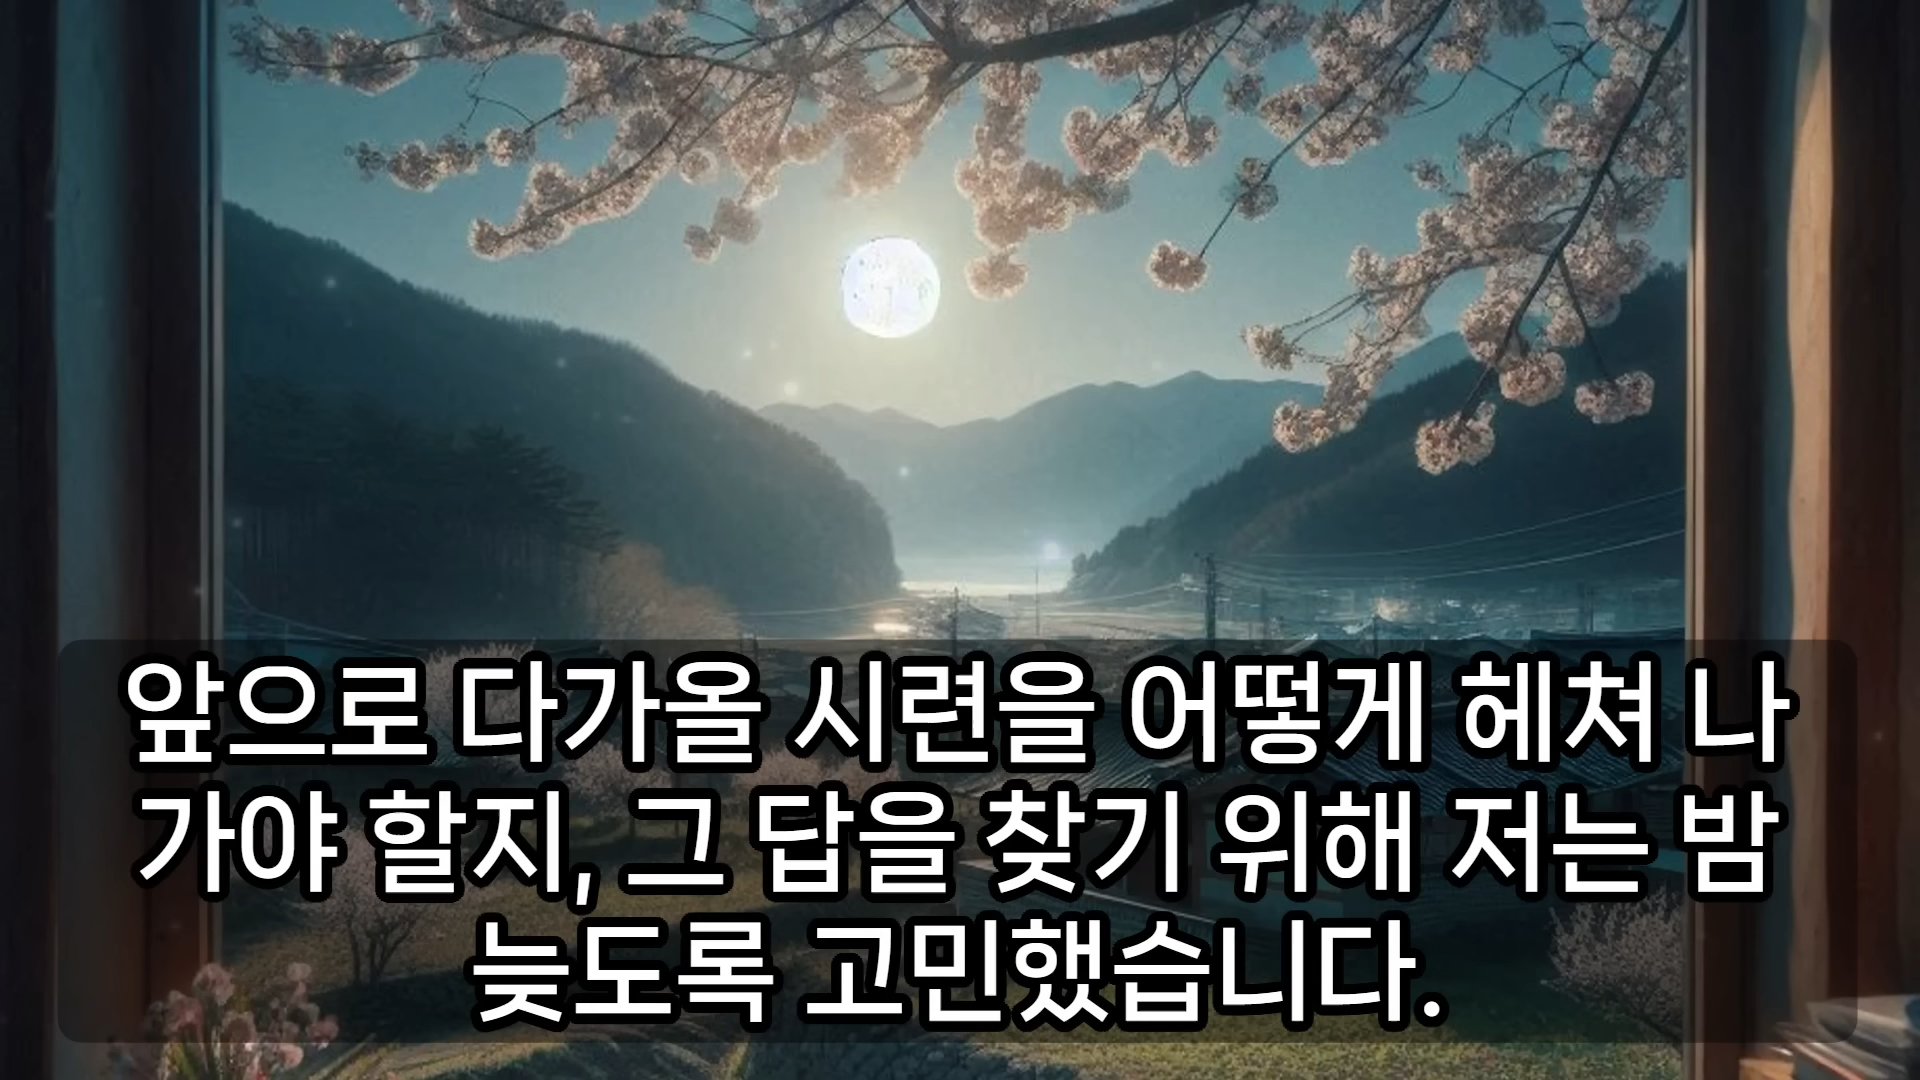 앞으로 다가올 시련을 어떻게 헤쳐 나
가야 할지, 그 답을 찾기 위해 저는 밤
늦도록 고민했습니다.